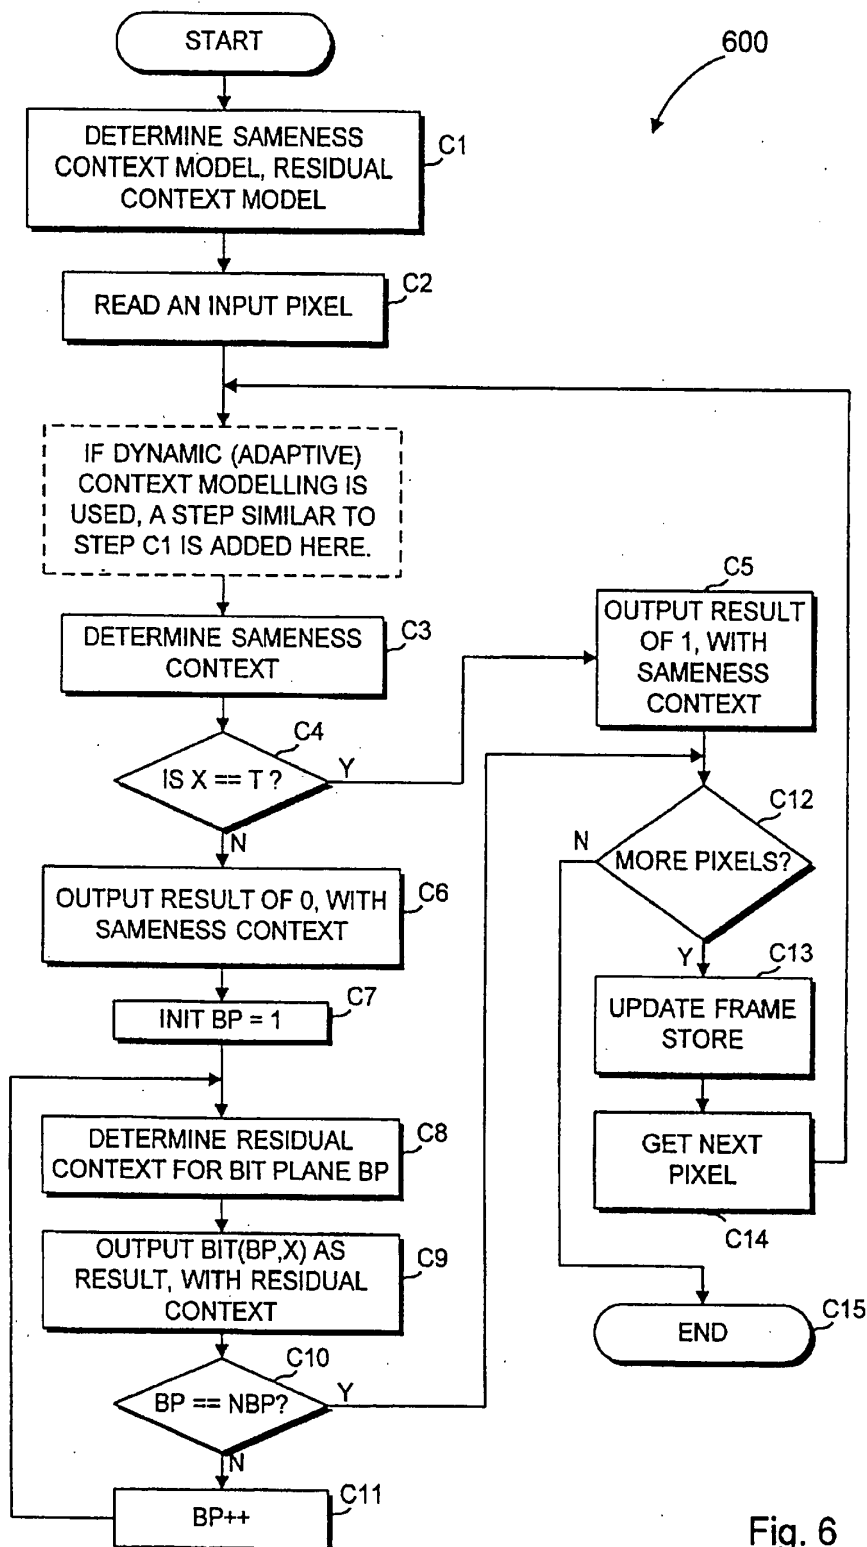 START
600
DETERMINE SAMENESS
CONTEXT MODEL, RESIDUAL
CONTEXT MODEL
C1
READ AN INPUT PIXEL
C2
IF DYNAMIC (ADAPTIVE)
CONTEXT MODELLING IS
USED, A STEP SIMILAR TO
STEP C1 IS ADDED HERE.
DETERMINE SAMENESS
CONTEXT
C3
IS X == T ?
C4
Y
N
OUTPUT RESULT
OF 1, WITH
SAMENESS
CONTEXT
C5
OUTPUT RESULT OF 0, WITH
SAMENESS CONTEXT
C6
INIT BP = 1
C7
DETERMINE RESIDUAL
CONTEXT FOR BIT PLANE BP
C8
OUTPUT BIT(BP,X) AS
RESULT, WITH RESIDUAL
CONTEXT
C9
BP == NBP?
C10
Y
N
BP++
C11
MORE PIXELS?
C12
N
Y
UPDATE FRAME
STORE
C13
GET NEXT
PIXEL
C14
END
C15
Fig. 6